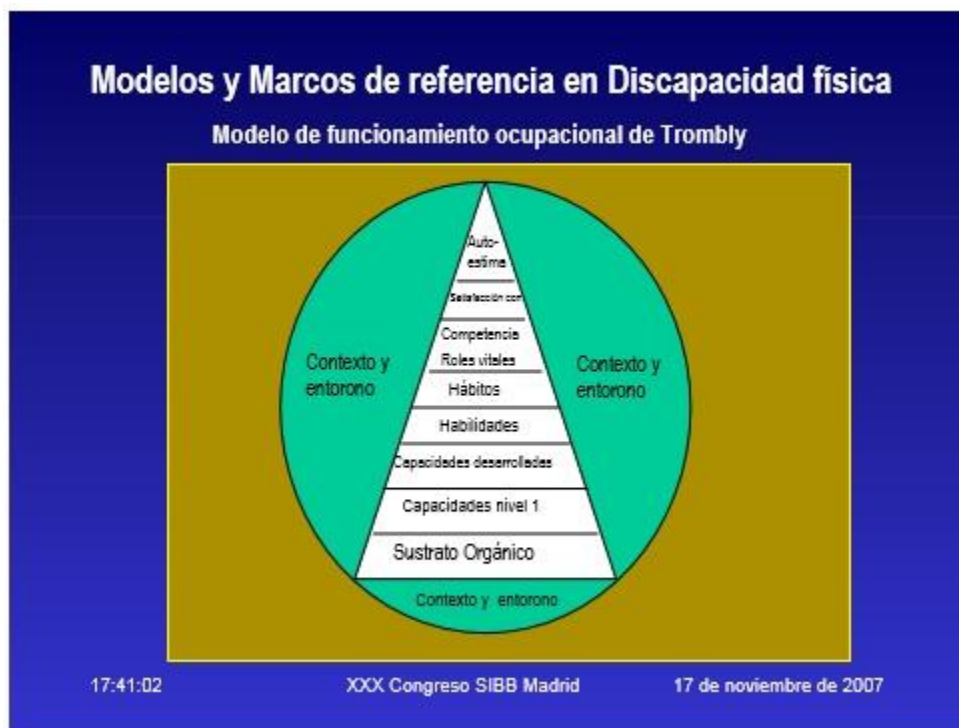 Modelos y Marcos de referencia en Discapacidad física
Modelo de funcionamiento ocupacional de Trombly
Auto-
estima
Satisfacción con
Competencia
Roles vitales
Hábitos
Habilidades
Capacidades desarrolladas
Capacidades nivel 1
Sustrato Orgánico
Contexto y
entorono
Contexto y
entorono
Contexto y entorono
17:41:02
XXX Congreso SIBB Madrid
17 de noviembre de 2007